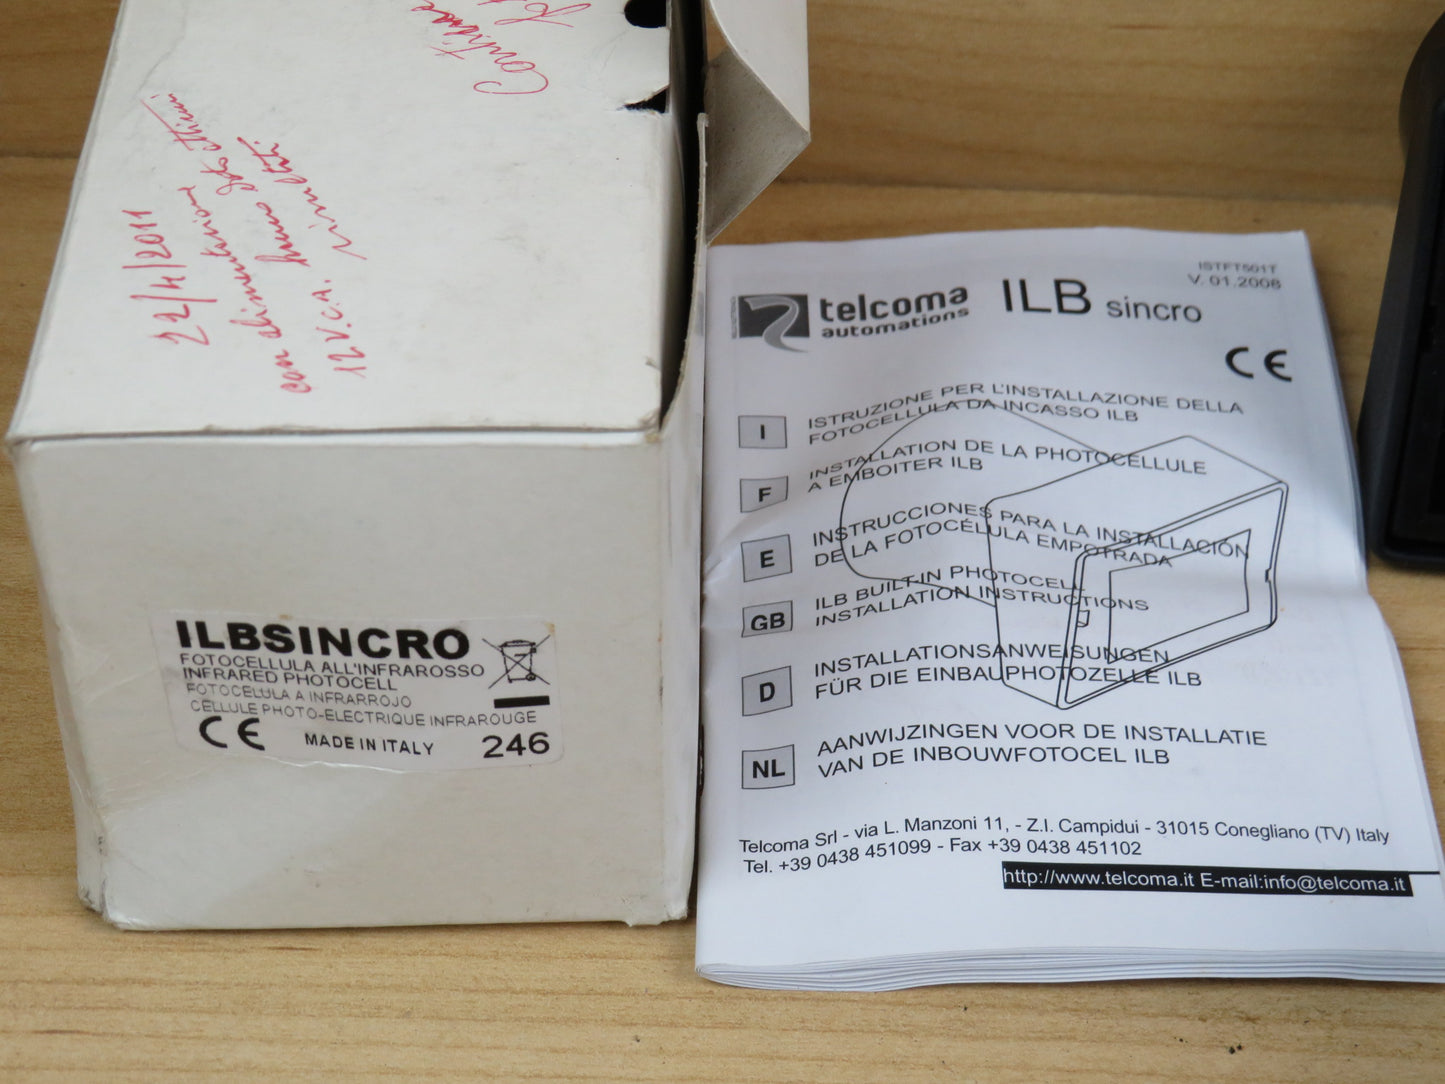 22/4/2011
con alimentazione
12 V.c.a.
ILBSINCRO
FOTOCELLULA ALL'INFRAROSSO
INFRARED PHOTOCELL
FOTOCELULA A INFRARROJO
CELLULE PHOTO-ELECTRIQUE INFRAROUGE
CE MADE IN ITALY 246
ISTFT501T
V. 01.2008
telcoma
automations
ILB sincro
CE
I ISTRUZIONE PER L'INSTALLAZIONE DELLA
FOTOCELLULA DA INCASSO ILB
F INSTALLATION DE LA PHOTOCELLULE
A EMBOITER ILB
E INSTRUCCIONES PARA LA INSTALLACIÓN
DE LA FOTOCÉLULA EMPOTRADA
GB ILB BUILT-IN PHOTOCELL
INSTALLATION INSTRUCTIONS
D INSTALLATIONSANWEISUNGEN
FÜR DIE EINBAUPHOTOZELLE ILB
NL AANWIJZINGEN VOOR DE INSTALLATIE
VAN DE INBOUWFOTOCEL ILB
Telcoma Srl - via L. Manzoni 11, - Z.I. Campidui - 31015 Conegliano (TV) Italy
Tel. +39 0438 451099 - Fax +39 0438 451102
http://www.telcoma.it E-mail:info@telcoma.it